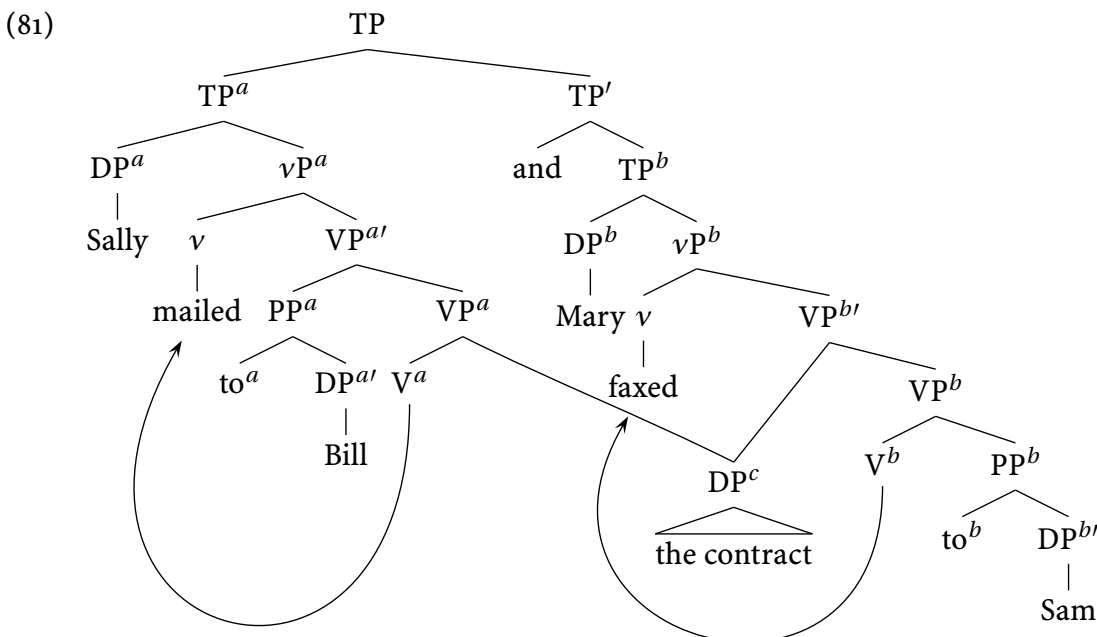 (81) TP
TP^a TP′
DP^a νP^a and TP^b
Sally ν VP^a′ DP^b νP^b
mailed PP^a VP^a Mary ν VP^b′
to^a DP^a′ V^a faxed VP^b
Bill DP^c V^b PP^b
the contract to^b DP^b′
Sam